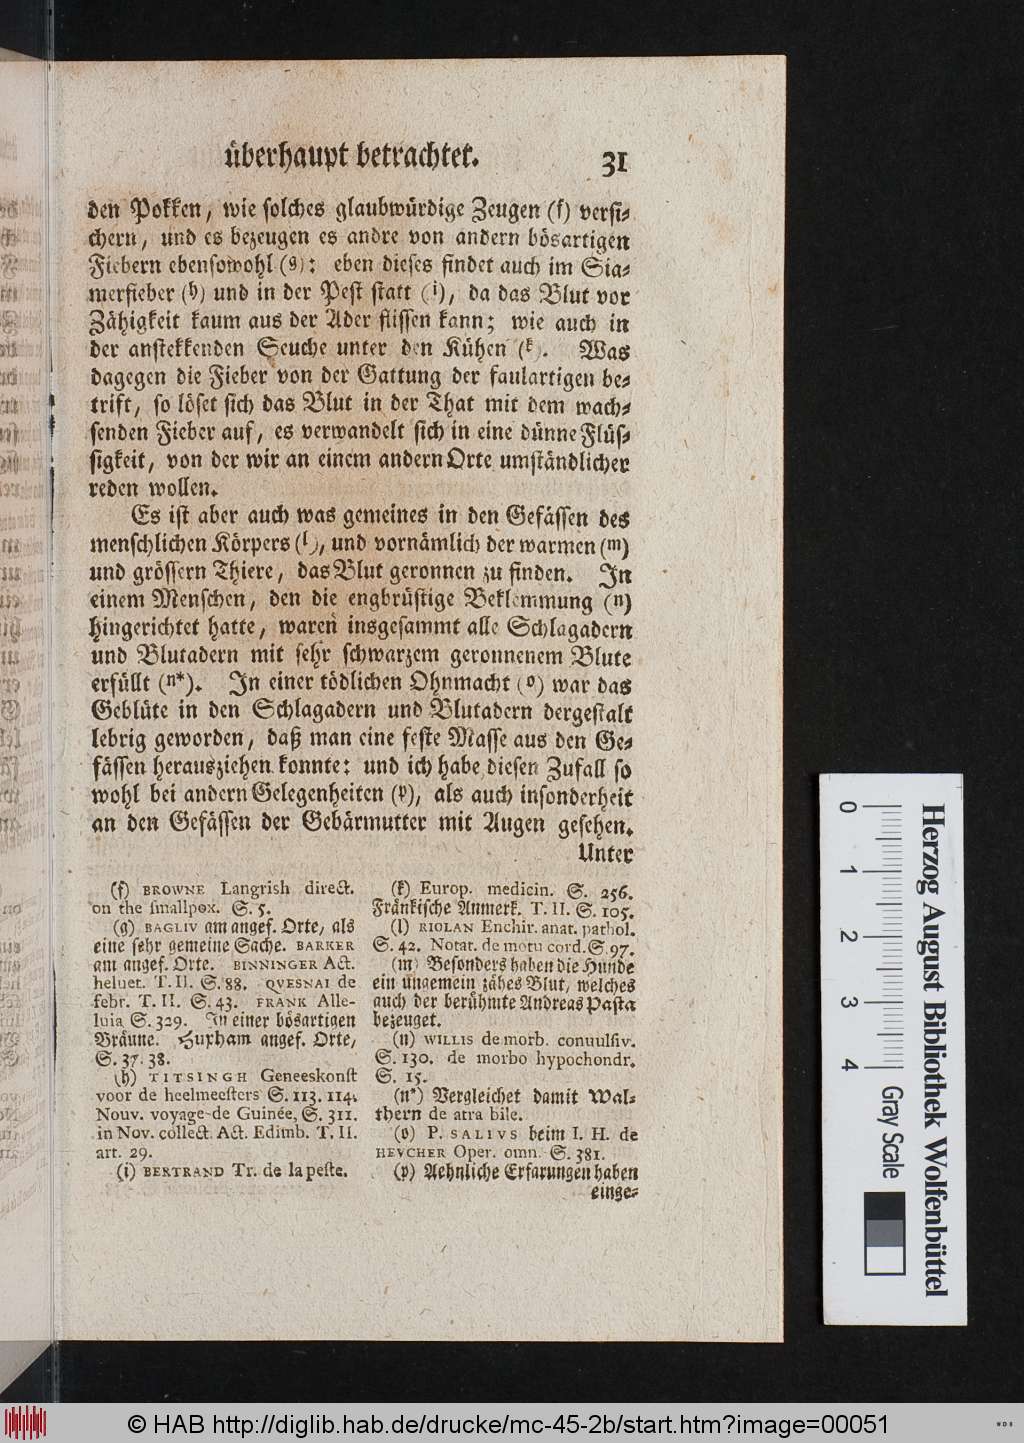 überhaupt betrachtet. 31
den Pokken, wie solches glaubwürdige Zeugen (f) versi-
chern, und es bezeugen es andre von andern bösartigen
Fiebern ebensowohl (g): eben dieses findet auch im Sia-
merfieber (h) und in der Pest statt (i), da das Blut vor
Zähigkeit kaum aus der Ader flissen kann; wie auch in
der anstekkenden Seuche unter den Kühen (k). Was
dagegen die Fieber von der Gattung der faulartigen be-
trift, so löset sich das Blut in der That mit dem wach-
senden Fieber auf, es verwandelt sich in eine dünne Flüs-
sigkeit, von der wir an einem andern Orte umständlicher
reden wollen.
Es ist aber auch was gemeines in den Gefässen des
menschlichen Körpers (l), und vornämlich der warmen (m)
und grössern Thiere, das Blut geronnen zu finden. In
einem Menschen, den die engbrüstige Beklemmung (n)
hingerichtet hatte, waren insgesammt alle Schlagadern
und Blutadern mit sehr schwarzem geronnenem Blute
erfüllt (n*). In einer tödlichen Ohnmacht (o) war das
Geblüte in den Schlagadern und Blutadern dergestalt
lebrig geworden, daß man eine feste Masse aus den Ge-
fässen herausziehen konnte: und ich habe diesen Zufall so
wohl bei andern Gelegenheiten (p), als auch insonderheit
an den Gefässen der Gebärmutter mit Augen gesehen.
Unter
(f) BROWNE Langrish direct.
on the smallpox. S. 5.
(g) BAGLIV am angef. Orte, als
eine sehr gemeine Sache. BARKER
am angef. Orte. BINNINGER Act.
heluet. T. II. S. 88. QVESNAI de
febr. T. II. S. 43. FRANK Alle-
luia S. 329. In einer bösartigen
Bräune. Huxham angef. Orte,
S. 37. 38.
(h) TITSINGH Geneeskonst
voor de heelmeesters S. 113. 114.
Nouv. voyage de Guinée, S. 311.
in Nov. collect. Act. Edimb. T. II.
art. 29.
(i) BERTRAND Tr. de la peste.
(k) Europ. medicin. S. 256.
Fränkische Anmerk. T. II. S. 105.
(l) RIOLAN Enchir. anat. pathol.
S. 42. Notat. de motu cord. S. 97.
(m) Besonders haben die Hunde
ein ungemein zähes Blut, welches
auch der berühmte Andreas Pasta
bezeuget.
(n) WILLIS de morb. conuulsiv.
S. 130. de morbo hypochondr.
S. 15.
(n*) Vergleichet damit Wal-
thern de atra bile.
(o) P. SALIVS beim I. H. de
HEVCHER Oper. omn. S. 381.
(p) Aehnliche Erfarungen haben
einge-
0 1 2 3 4
Gray Scale
Herzog August Bibliothek Wolfenbüttel
© HAB http://diglib.hab.de/drucke/mc-45-2b/start.htm?image=00051